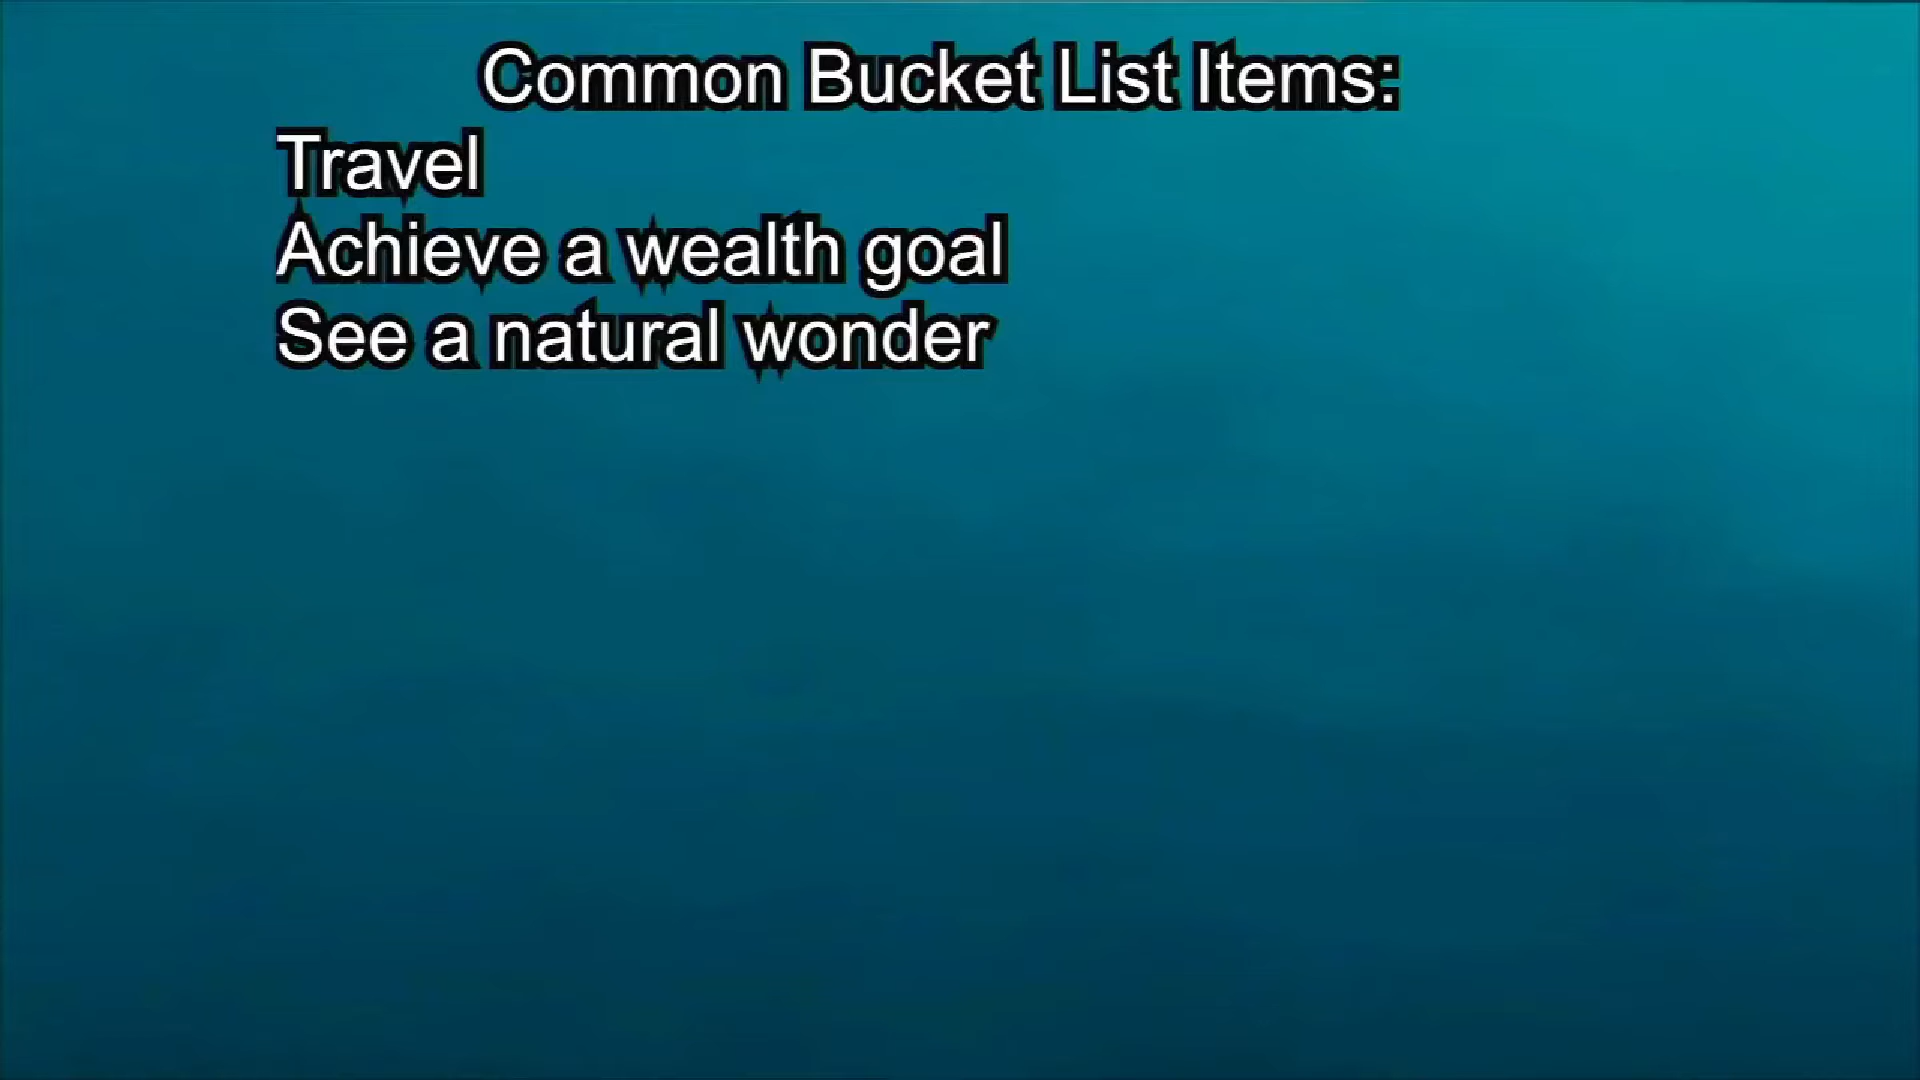 Common Bucket List Items:
Travel
Achieve a wealth goal
See a natural wonder